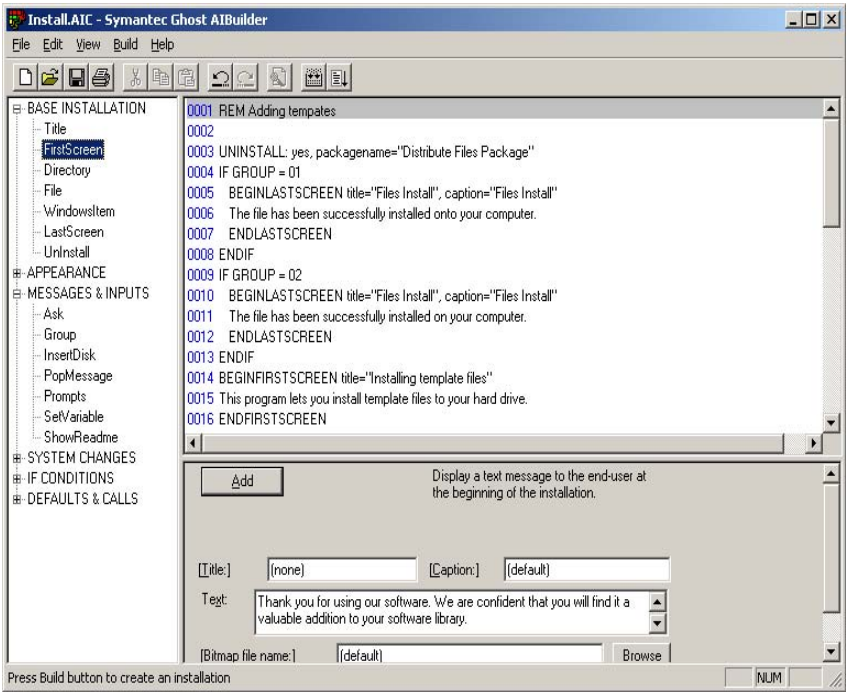 Install.AIC - Symantec Ghost AIBuilder
File Edit View Build Help
BASE INSTALLATION
Title
FirstScreen
Directory
File
WindowsItem
LastScreen
UnInstall
APPEARANCE
MESSAGES & INPUTS
Ask
Group
InsertDisk
PopMessage
Prompts
SetVariable
ShowReadme
SYSTEM CHANGES
IF CONDITIONS
DEFAULTS & CALLS
0001 REM Adding tempates
0002
0003 UNINSTALL: yes, packagename="Distribute Files Package"
0004 IF GROUP = 01
0005 BEGINLASTSCREEN title="Files Install", caption="Files Install"
0006 The file has been successfully installed onto your computer.
0007 ENDLASTSCREEN
0008 ENDIF
0009 IF GROUP = 02
0010 BEGINLASTSCREEN title="Files Install", caption="Files Install"
0011 The file has been successfully installed on your computer.
0012 ENDLASTSCREEN
0013 ENDIF
0014 BEGINFIRSTSCREEN title="Installing template files"
0015 This program lets you install template files to your hard drive.
0016 ENDFIRSTSCREEN
Add
Display a text message to the end-user at
the beginning of the installation.
[Title:] (none) [Caption:] (default)
Text: Thank you for using our software. We are confident that you will find it a
valuable addition to your software library.
[Bitmap file name:] (default) Browse
Press Build button to create an installation
NUM